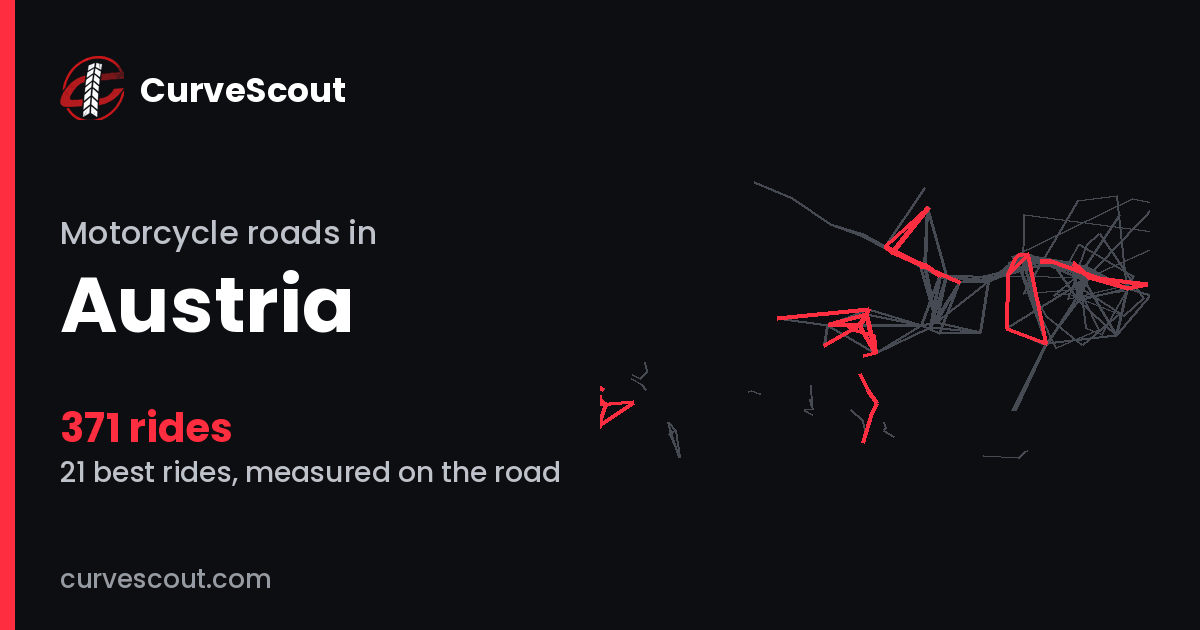 CurveScout
Motorcycle roads in
Austria
371 rides
21 best rides, measured on the road
curvescout.com